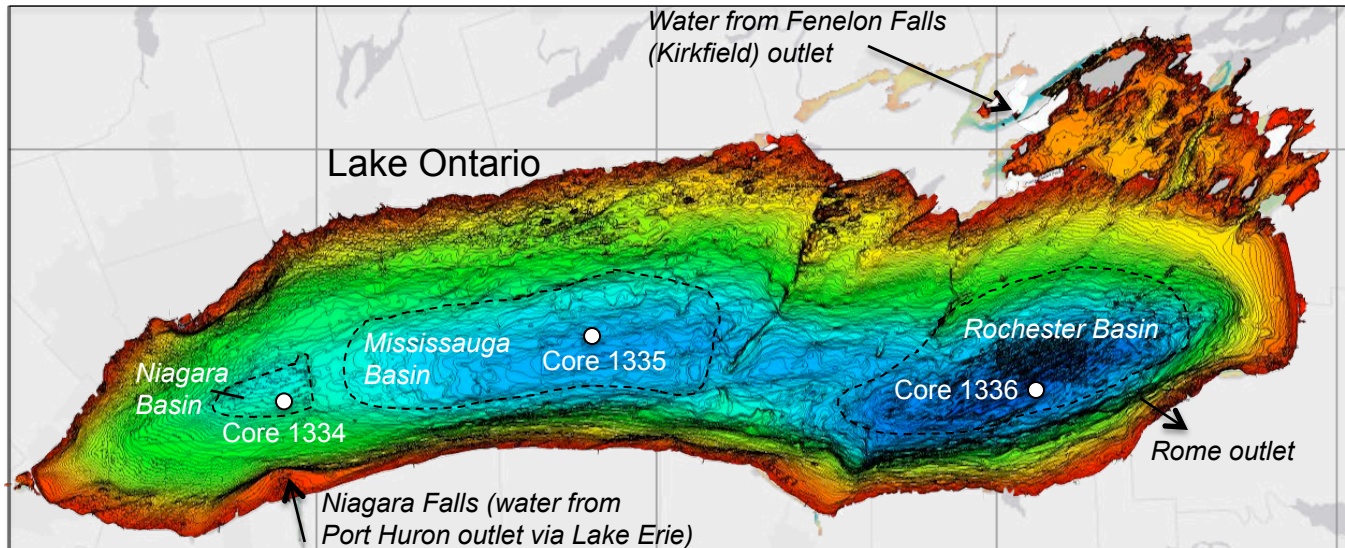 Water from Fenelon Falls
(Kirkfield) outlet
Lake Ontario
Rochester Basin
Mississauga
Basin
Core 1335
Niagara
Basin
Core 1336
Core 1334
Rome outlet
Niagara Falls (water from
Port Huron outlet via Lake Erie)